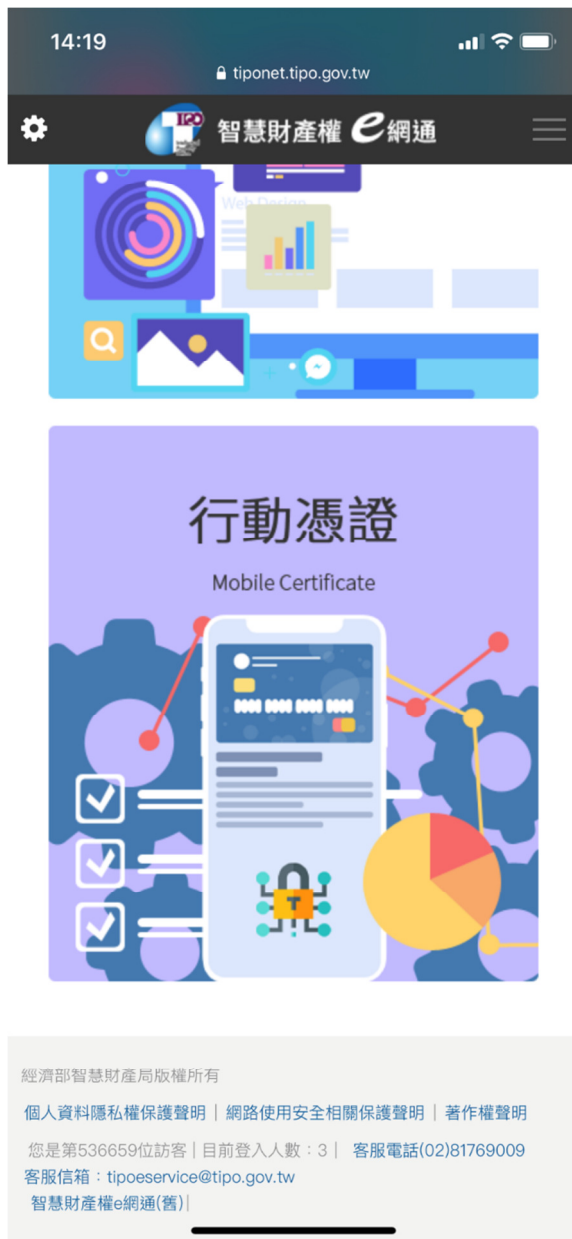 14:19
tiponet.tipo.gov.tw
TIPO 智慧財產權 e網通
Web Design
行動憑證
Mobile Certificate
T
經濟部智慧財產局版權所有
個人資料隱私權保護聲明 | 網路使用安全相關保護聲明 | 著作權聲明
您是第536659位訪客 | 目前登入人數：3 | 客服電話(02)81769009
客服信箱：tipoeservice@tipo.gov.tw
智慧財產權e網通(舊) |